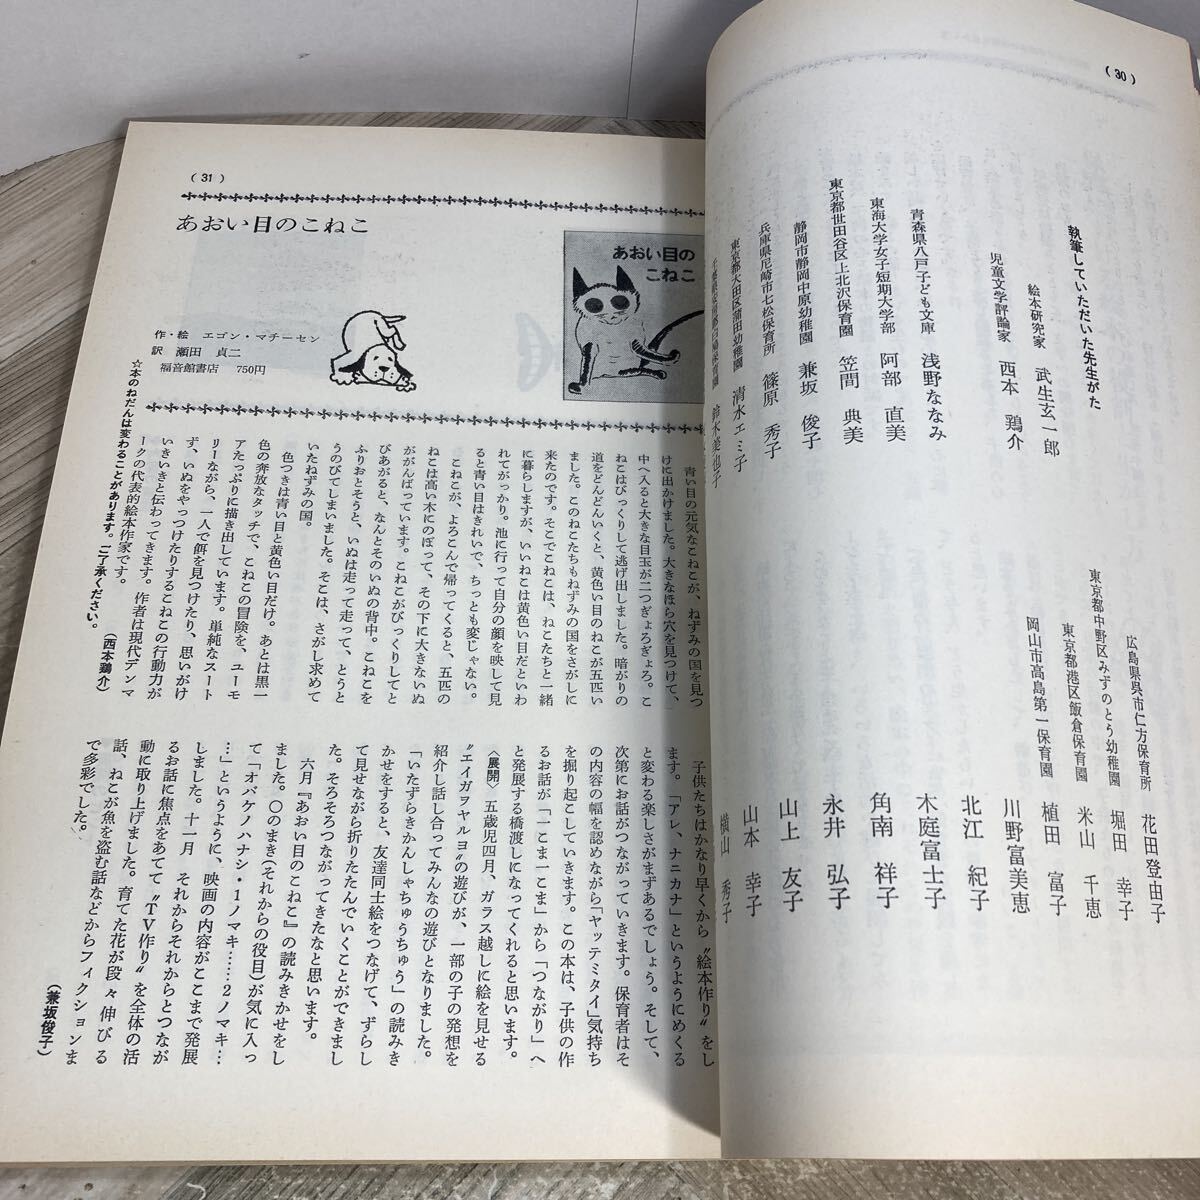 （30）
執筆していただいた先生がた
絵本研究家　武生玄一郎
児童文学評論家　西本　鶏介
青森県八戸子ども文庫　浅野ななみ
東海大学女子短期大学部　阿部　直美
東京都世田谷区上北沢保育園　笠間　典美
静岡市静岡中原幼稚園　兼坂　俊子
兵庫県尼崎市七松保育所　篠原　秀子
東京都大田区蒲田幼稚園　清水エミ子
鈴木美也子
広島県呉市仁方保育所　花田登由子
東京都中野区みずのとう幼稚園　堀田　幸子
東京都港区飯倉保育園　米山　千恵
岡山市高島第一保育園　植田　富子
川野富美恵
北江　紀子
木庭富士子
角南　祥子
永井　弘子
山上　友子
山本　幸子
横山　秀子
（31）
あおい目のこねこ
作・絵　エゴン・マチーセン
訳　瀬田　貞二
福音館書店　750円
☆本のねだんは変わることがあります。ご了承ください。
あおい目の
こねこ
青い目の元気なこねこが、ねずみの国を見つ
けに出かけました。大きなほら穴を見つけて、
中へ入ると大きな目玉が二つぎょろぎょろ。こ
ねこはびっくりして逃げ出しました。暗がりの
道をどんどんいくと、黄色い目のねこが五匹い
ました。このねこたちもねずみの国をさがしに
来たのです。そこでこねこは、ねこたちと一緒
に暮らしますが、いいねこは黄色い目だといわ
れてがっかり。池に行って自分の顔を映して見
ると青い目はきれいで、ちっとも変じゃない。
こねこが、よろこんで帰ってくると、五匹の
ねこは高い木にのぼって、その下に大きないぬ
ががんばっています。こねこがびっくりしてと
びあがると、なんとそのいぬの背中。こねこを
ふりおとそうと、いぬは走って走って、とうと
うのびてしまいました。そこは、さがし求めて
いたねずみの国。
色つきは青い目と黄色い目だけ。あとは黒一
色の奔放なタッチで、こねこの冒険を、ユーモ
アたっぷりに描き出しています。単純なストー
リーながら、一人で餌を見つけたり、思いがけ
ず、いぬをやっつけたりするこねこの行動力が
いきいきと伝わってきます。作者は現代デンマ
ークの代表的絵本作家です。
（西本鶏介）
子供たちはかなり早くから〝絵本作り〟をし
ます。「アレ、ナニカナ」というようにめくる
と変わる楽しさがまずあるでしょう。そして、
次第にお話がつながっていきます。保育者はそ
の内容の幅を認めながら「ヤッテミタイ」気持ち
を掘り起こしていきます。この本は、子供の作
るお話が「一こま一こま」から「つながり」へ
と発展する橋渡しになってくれると思います。
〈展開〉　五歳児四月、ガラス越しに絵を見せる
〝エイガヲヤルヨ〟の遊びが、一部の子の発想を
紹介し話し合ってみんなの遊びとなりました。
「いたずらきかんしゃちゅうちゅう」の読みき
かせをすると、友達同士絵をつなげて、ずらし
て見せながら折りたたんでいくことができまし
た。そろそろつながってきたなと思います。
六月『あおい目のこねこ』の読みきかせをし
ました。〇のまき（それからの役目）が気に入っ
て「オバケノハナシ・1ノマキ……2ノマキ…
…」というように、映画の内容がここまで発展
しました。十一月　それからそれからとつなが
るお話に焦点をあてて〝TV作り〟を全体の活
動に取り上げました。育てた花が段々伸びる
話、ねこが魚を盗む話などからフィクションま
で多彩でした。
（兼坂俊子）